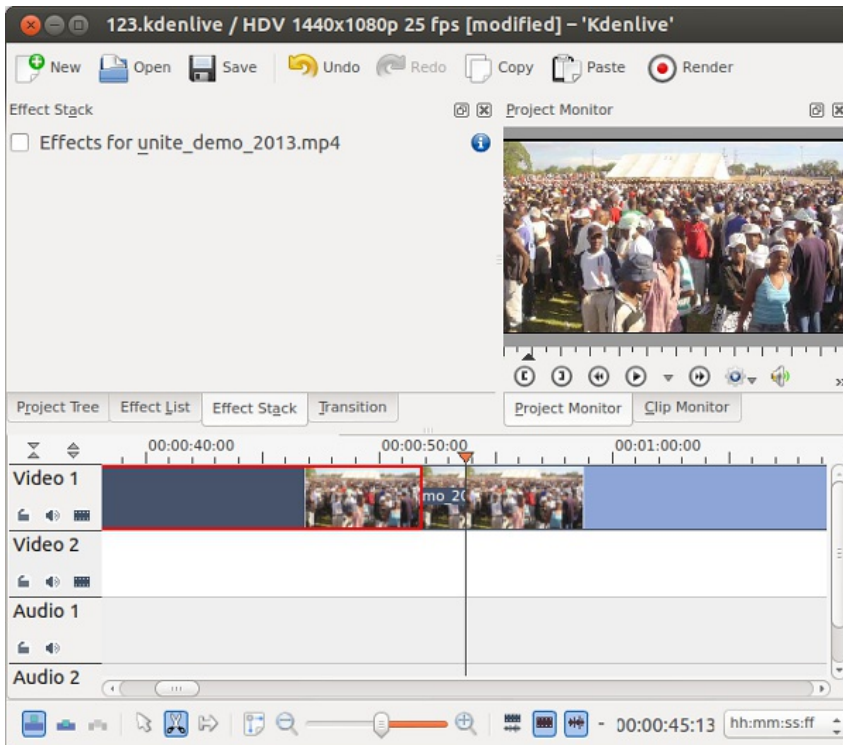 123.kdenlive / HDV 1440x1080p 25 fps [modified] – 'Kdenlive'
New Open Save Undo Redo Copy Paste Render
Effect Stack
Project Monitor
Effects for unite_demo_2013.mp4
Project Tree Effect List Effect Stack Transition
Project Monitor Clip Monitor
00:00:40:00 00:00:50:00 00:01:00:00
Video 1
mo_20
Video 2
Audio 1
Audio 2
- 00:00:45:13 hh:mm:ss:ff